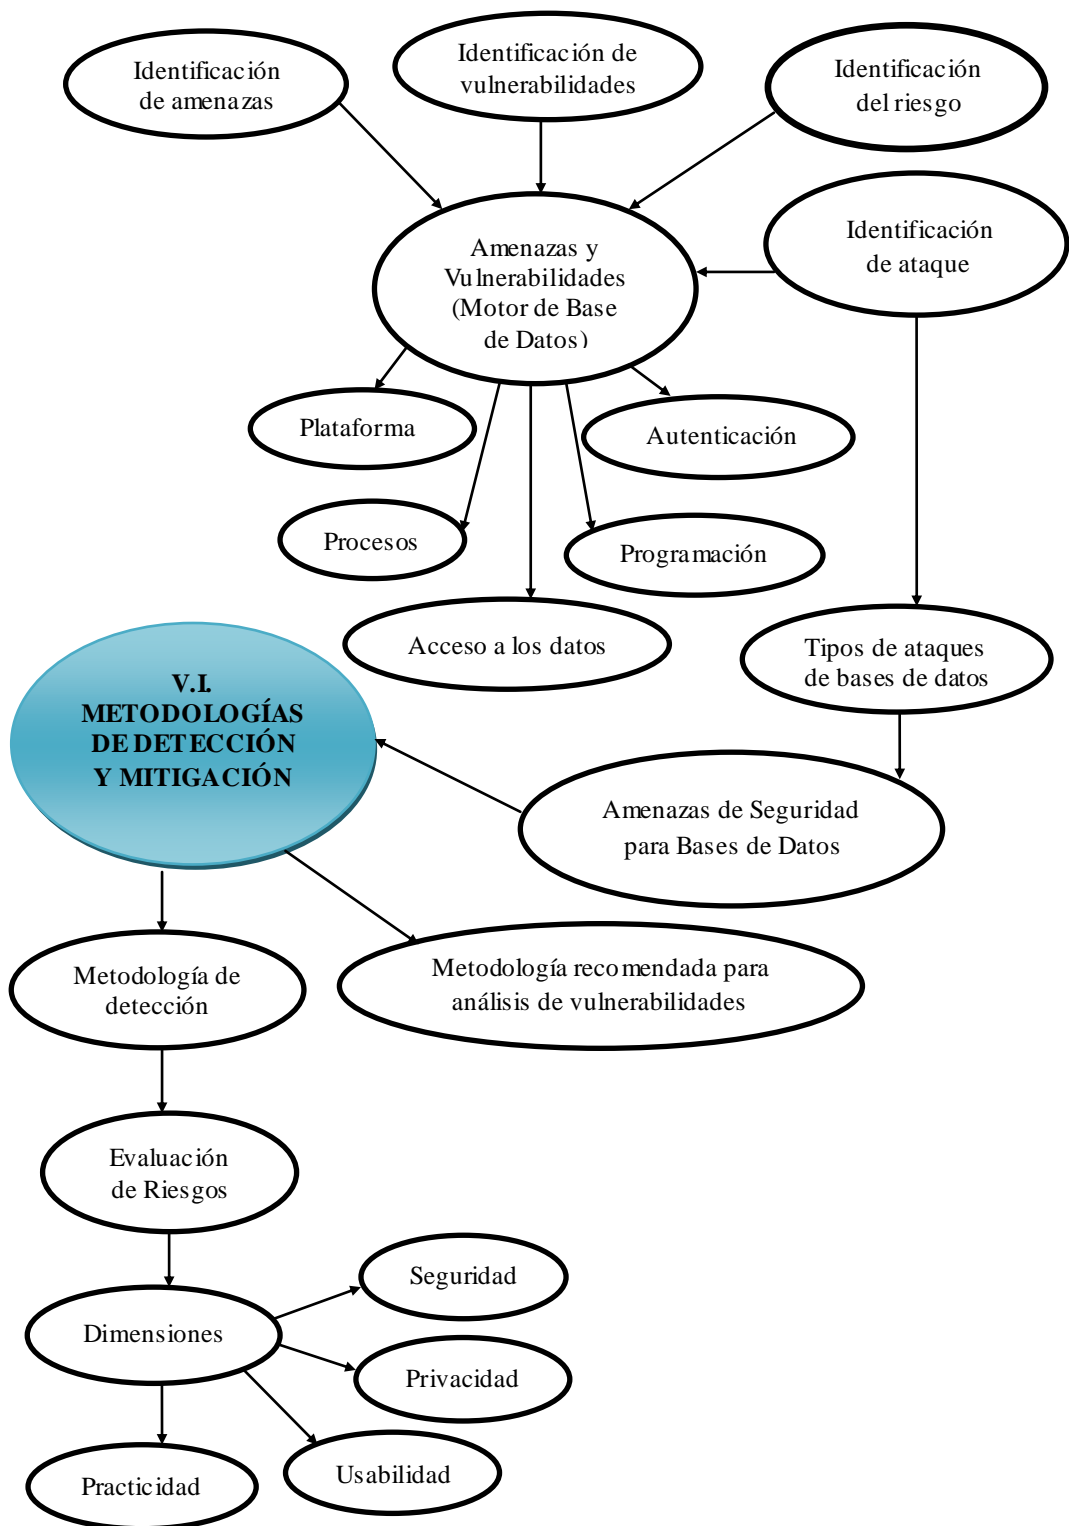 Identificación
de amenazas
Identificación de
vulnerabilidades
Identificación
del riesgo
Identificación
de ataque
Amenazas y
Vulnerabilidades
(Motor de Base
de Datos)
Plataforma
Autenticación
Procesos
Programación
Acceso a los datos
Tipos de ataques
de bases de datos
V.I.
METODOLOGÍAS
DE DETECCIÓN
Y MITIGACIÓN
Amenazas de Seguridad
para Bases de Datos
Metodología de
detección
Metodología recomendada para
análisis de vulnerabilidades
Evaluación
de Riesgos
Seguridad
Dimensiones
Privacidad
Usabilidad
Practicidad